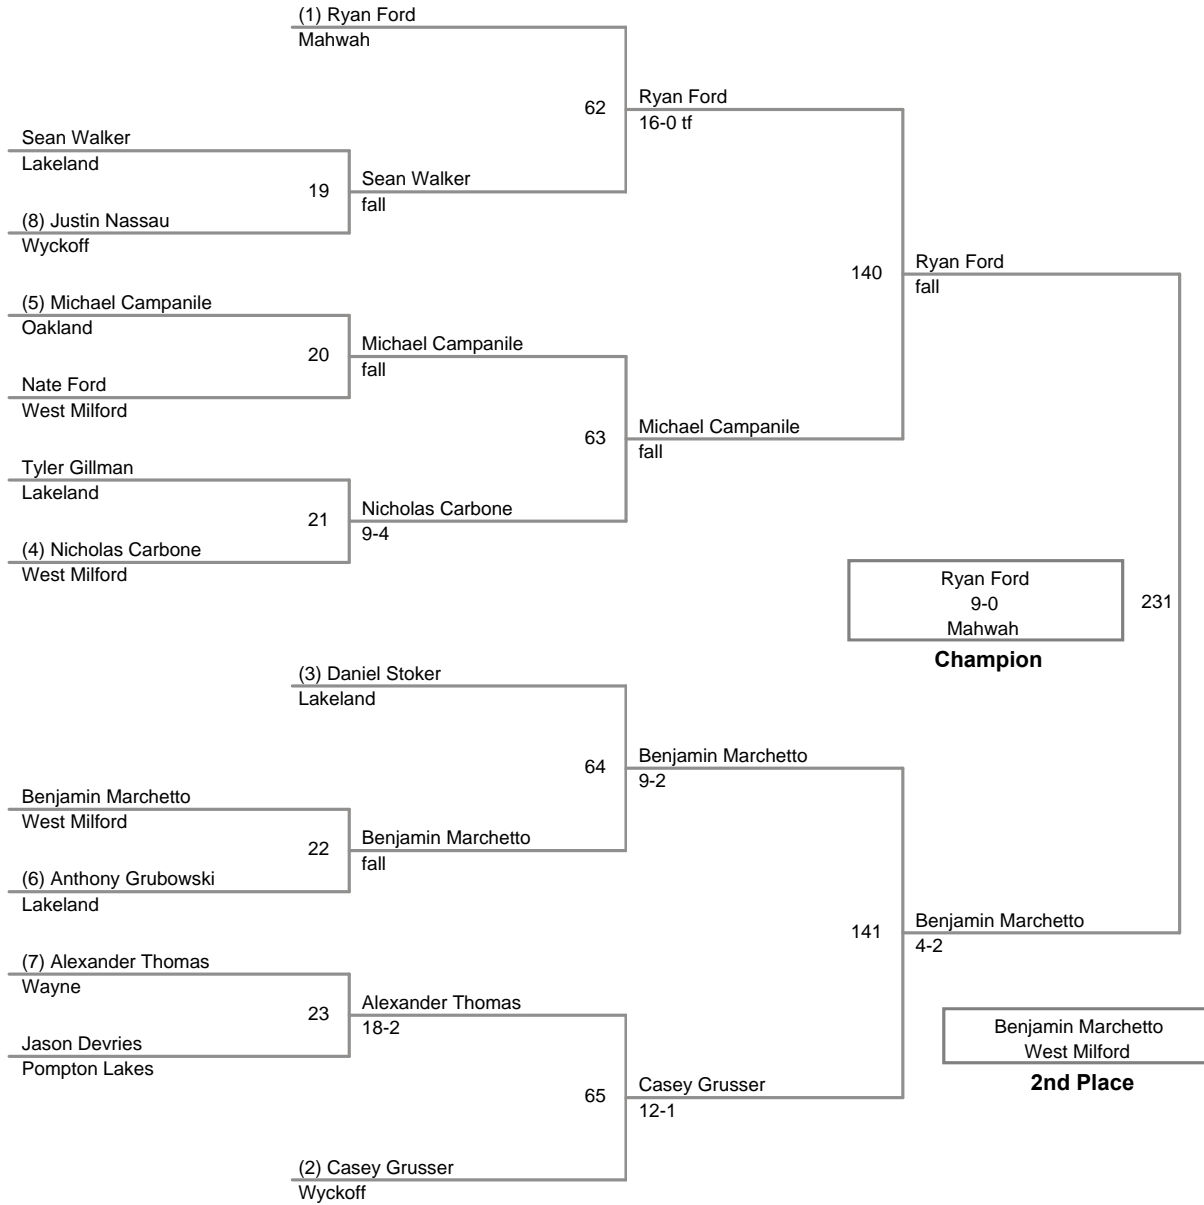 (1) Ryan Ford
Mahwah
62
Ryan Ford
16-0 tf
Sean Walker
Lakeland
19
Sean Walker
fall
(8) Justin Nassau
Wyckoff
140
Ryan Ford
fall
(5) Michael Campanile
Oakland
20
Michael Campanile
fall
Nate Ford
West Milford
63
Michael Campanile
fall
Tyler Gillman
Lakeland
21
Nicholas Carbone
9-4
(4) Nicholas Carbone
West Milford
Ryan Ford
9-0
Mahwah
Champion
231
(3) Daniel Stoker
Lakeland
64
Benjamin Marchetto
9-2
Benjamin Marchetto
West Milford
22
Benjamin Marchetto
fall
(6) Anthony Grubowski
Lakeland
141
Benjamin Marchetto
4-2
(7) Alexander Thomas
Wayne
23
Alexander Thomas
18-2
Jason Devries
Pompton Lakes
Benjamin Marchetto
West Milford
2nd Place
65
Casey Grusser
12-1
(2) Casey Grusser
Wyckoff